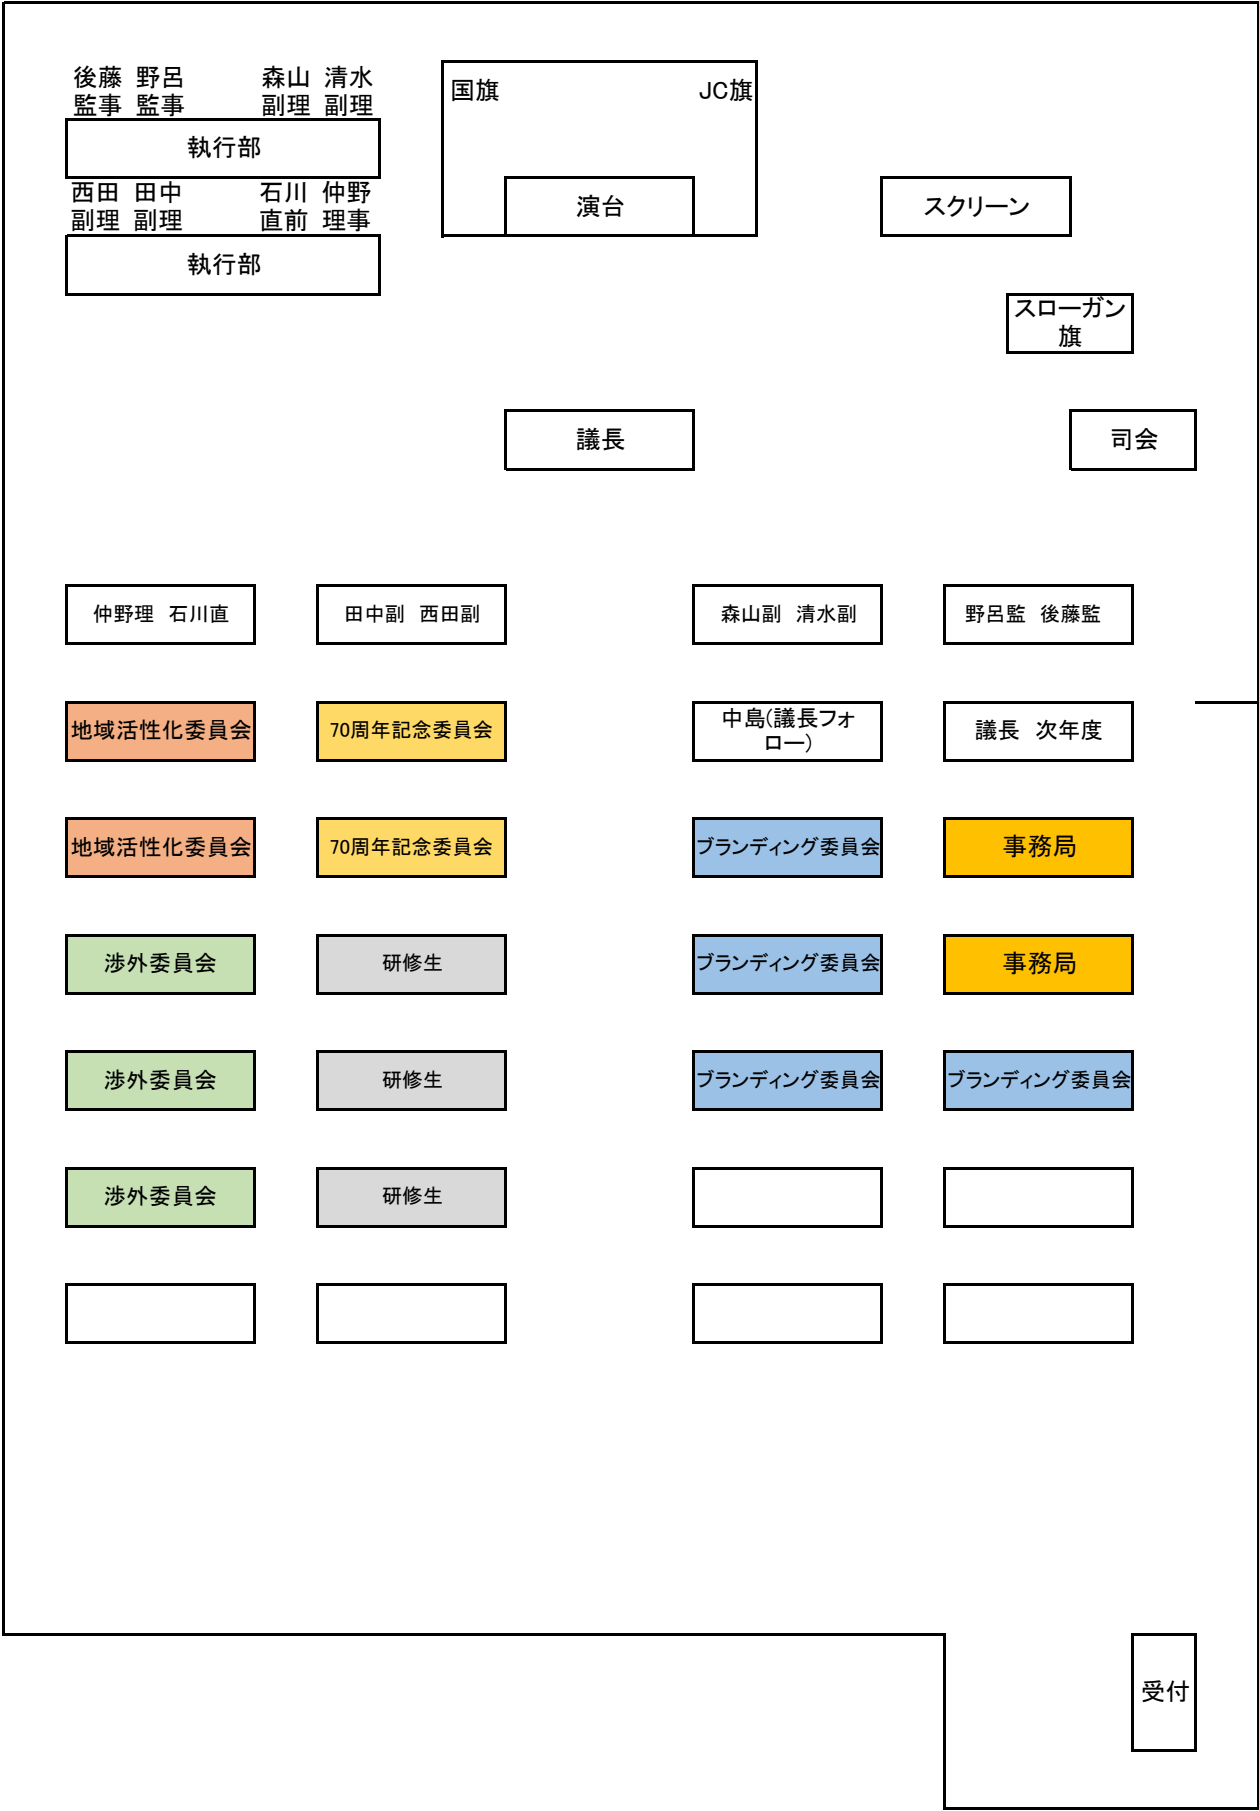 後藤 野呂 森山 清水
監事 監事 副理 副理
執行部
西田 田中 石川 仲野
副理 副理 直前 理事
執行部
国旗 JC旗
演台
スクリーン
スローガン
旗
議長
司会
仲野理 石川直
田中副 西田副
森山副 清水副
野呂監 後藤監
地域活性化委員会
70周年記念委員会
中島(議長フォ
ロー)
議長 次年度
地域活性化委員会
70周年記念委員会
ブランディング委員会
事務局
渉外委員会
研修生
ブランディング委員会
事務局
渉外委員会
研修生
ブランディング委員会
ブランディング委員会
渉外委員会
研修生
受付